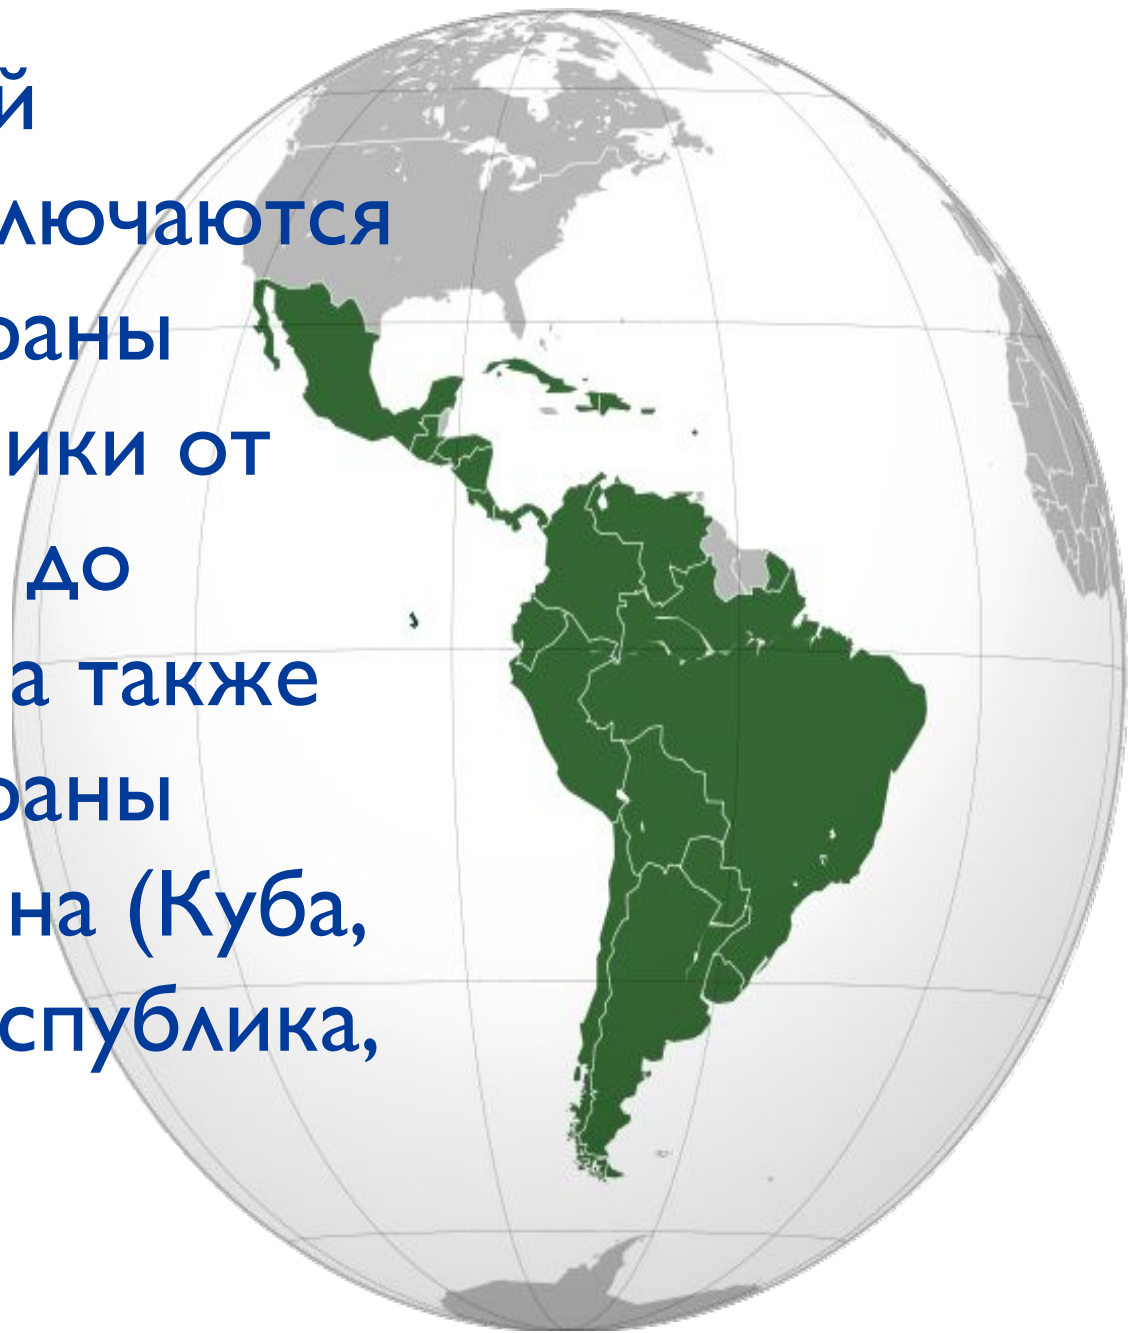 й
лючаются
раны
ики от
до
а также
раны
на (Куба,
спублика,